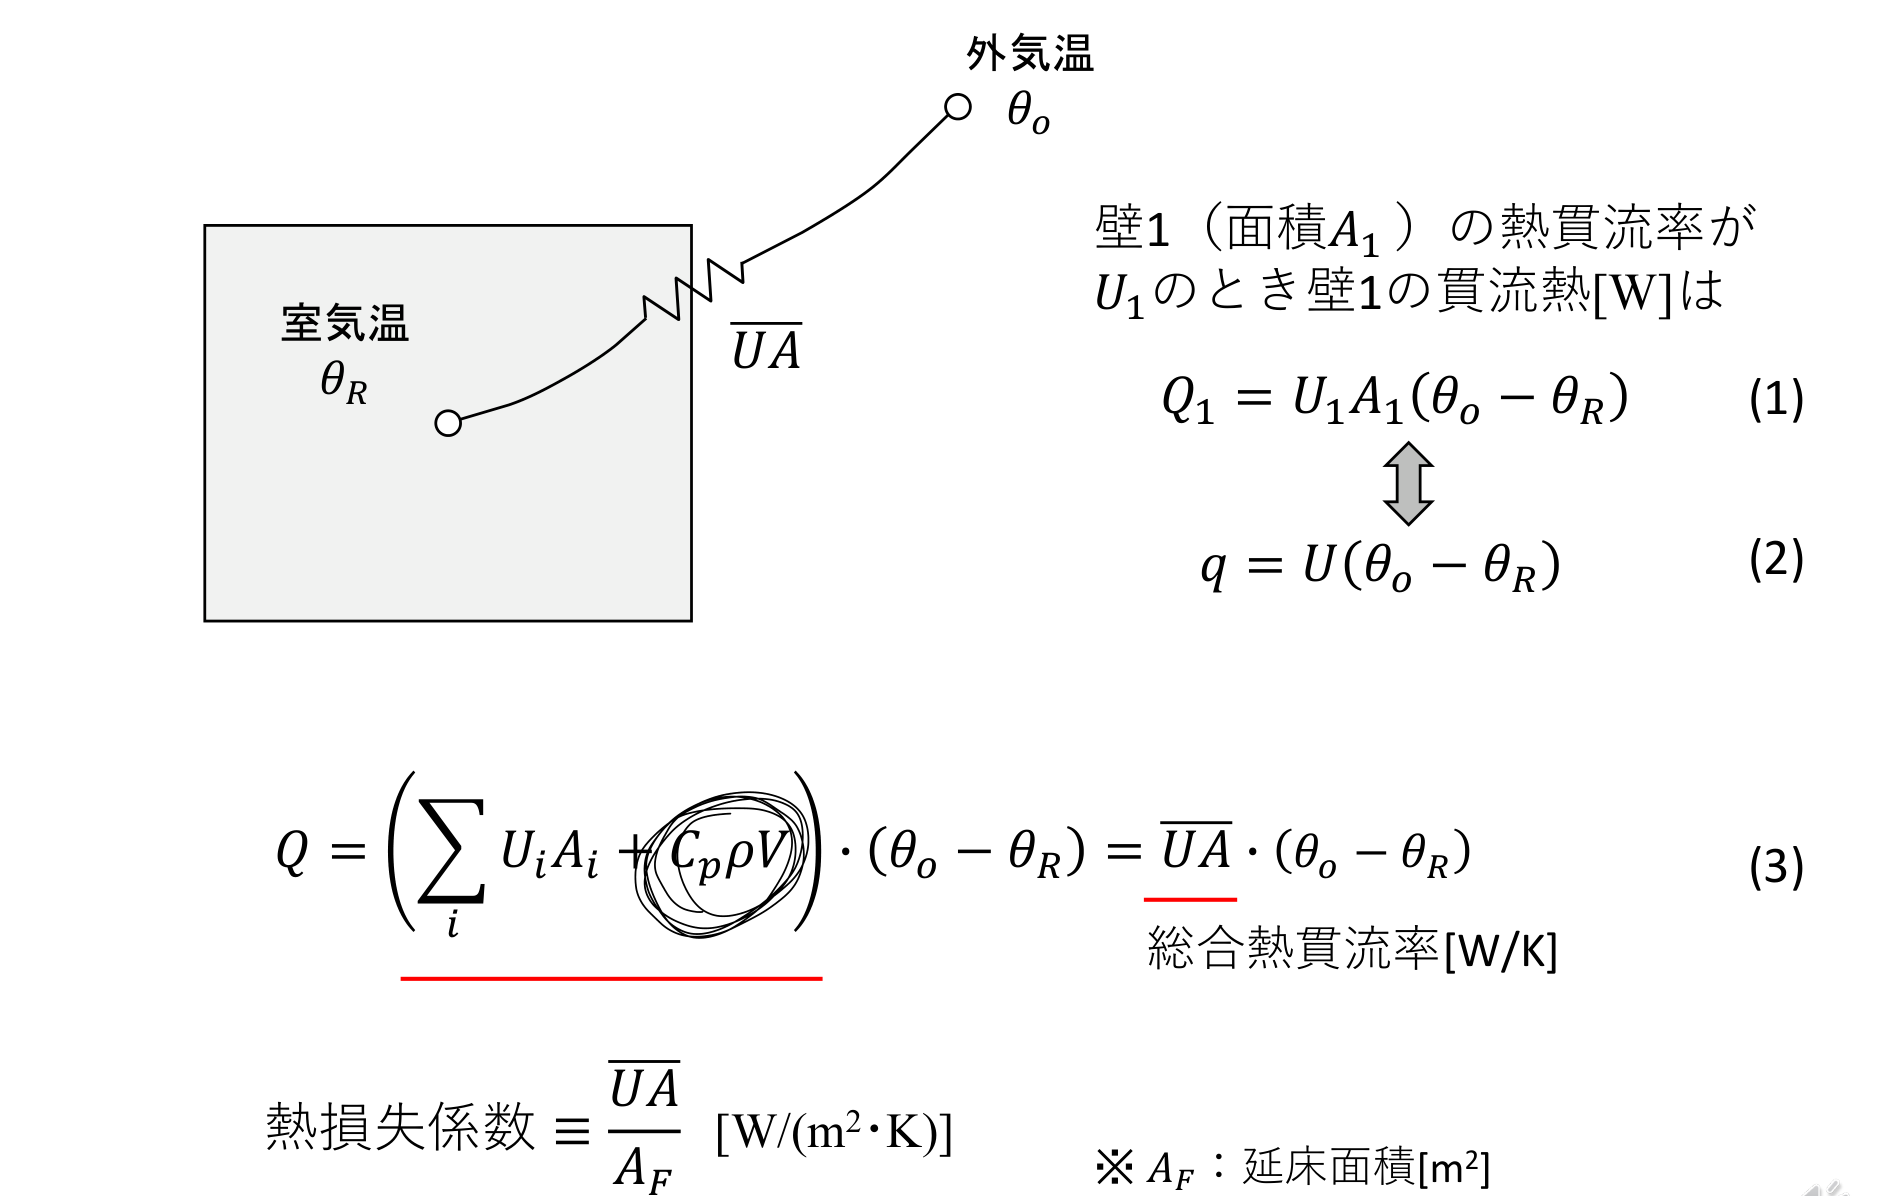 外気温
θo
室気温
θR
UA
壁1（面積A1）の熱貫流率が
U1のとき壁1の貫流熱[W]は
Q1 = U1A1(θo − θR) (1)
q = U(θo − θR) (2)
Q = (∑i UiAi + CpρV)・(θo − θR) = UA・(θo − θR) (3)
総合熱貫流率[W/K]
熱損失係数 ≡ UA/AF [W/(m²・K)]
※ AF：延床面積[m²]